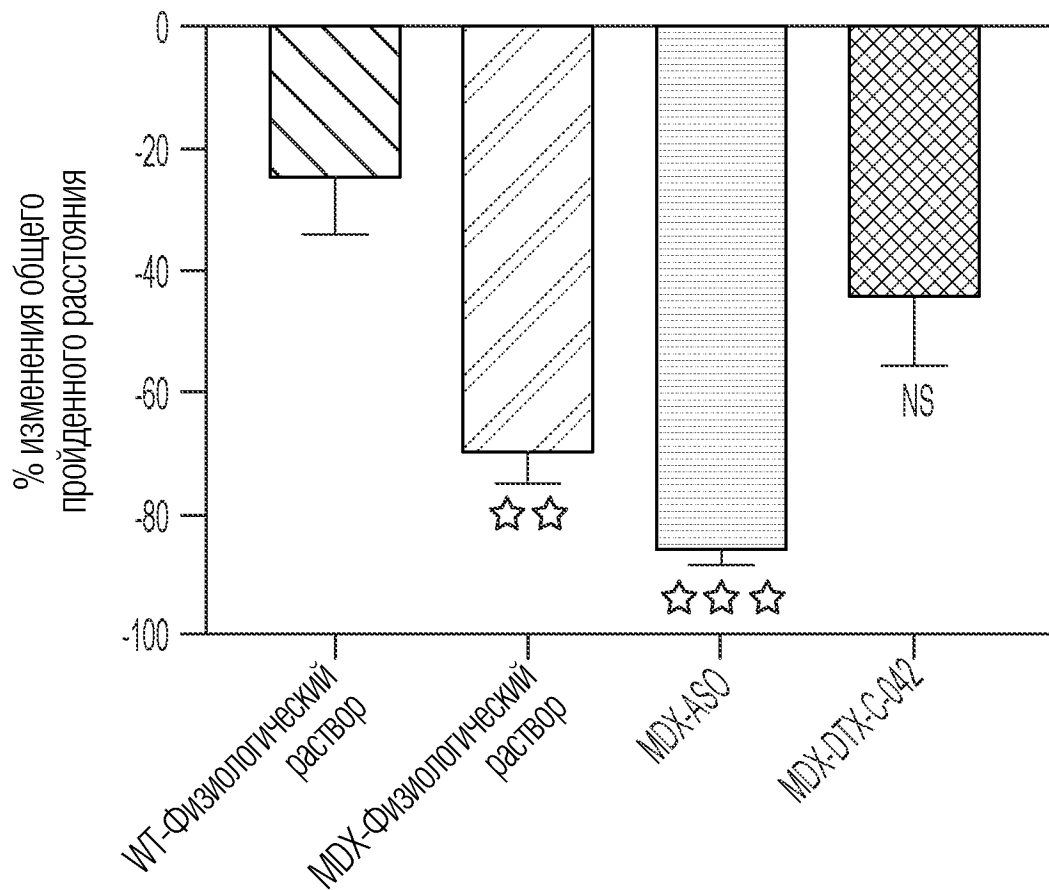 % изменения общего
пройденного расстояния
0
-20
-40
-60
-80
-100
NS
WT-Физиологический
раствор
MDX-Физиологический
раствор
MDX-ASO
MDX-DTX-C-042